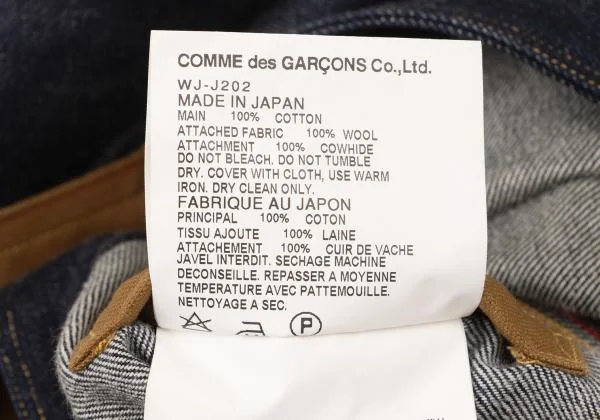 COMME des GARÇONS Co.,Ltd.
WJ-J202
MADE IN JAPAN
MAIN 100% COTTON
ATTACHED FABRIC 100% WOOL
ATTACHMENT 100% COWHIDE
DO NOT BLEACH. DO NOT TUMBLE
DRY. COVER WITH CLOTH, USE WARM
IRON. DRY CLEAN ONLY.
FABRIQUE AU JAPON
PRINCIPAL 100% COTON
TISSU AJOUTE 100% LAINE
ATTACHEMENT 100% CUIR DE VACHE
JAVEL INTERDIT. SECHAGE MACHINE
DECONSEILLE. REPASSER A MOYENNE
TEMPERATURE AVEC PATTEMOUILLE.
NETTOYAGE A SEC.
P